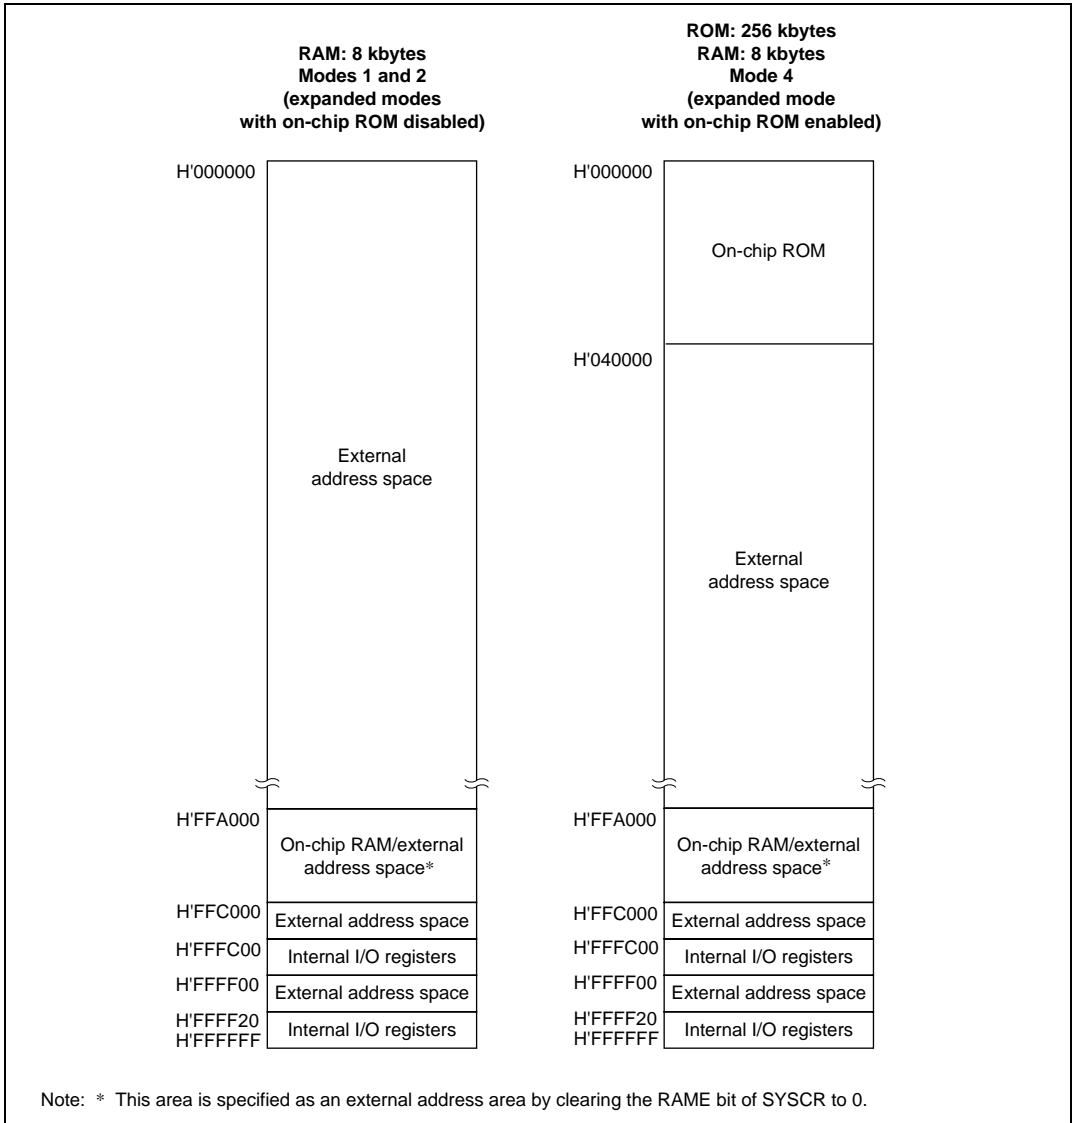 RAM: 8 kbytes
Modes 1 and 2
(expanded modes
with on-chip ROM disabled)
H'000000
External
address space
H'FFA000
On-chip RAM/external
address space*
H'FFC000
External address space
H'FFFC00
Internal I/O registers
H'FFFF00
External address space
H'FFFF20
Internal I/O registers
H'FFFFFF
ROM: 256 kbytes
RAM: 8 kbytes
Mode 4
(expanded mode
with on-chip ROM enabled)
H'000000
On-chip ROM
H'040000
External
address space
H'FFA000
On-chip RAM/external
address space*
H'FFC000
External address space
H'FFFC00
Internal I/O registers
H'FFFF00
External address space
H'FFFF20
Internal I/O registers
H'FFFFFF
Note: * This area is specified as an external address area by clearing the RAME bit of SYSCR to 0.